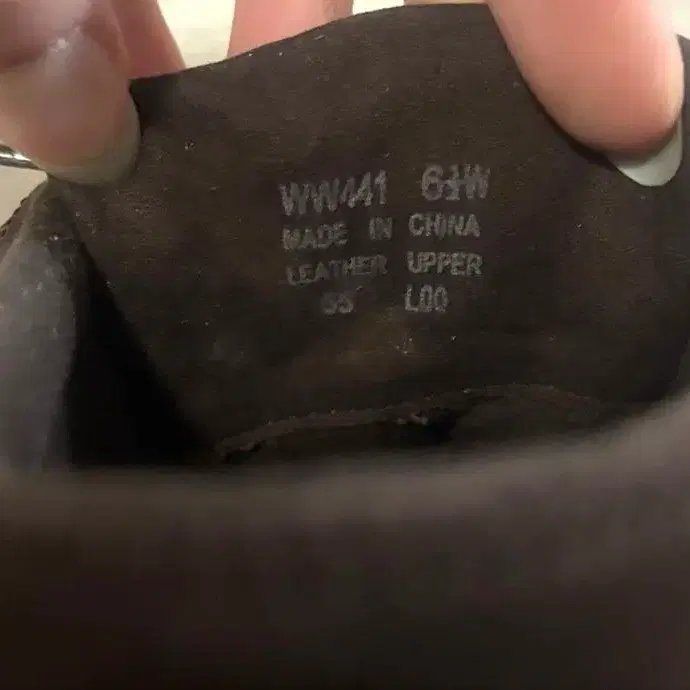 WW441 6½W
MADE IN CHINA
LEATHER UPPER
L00